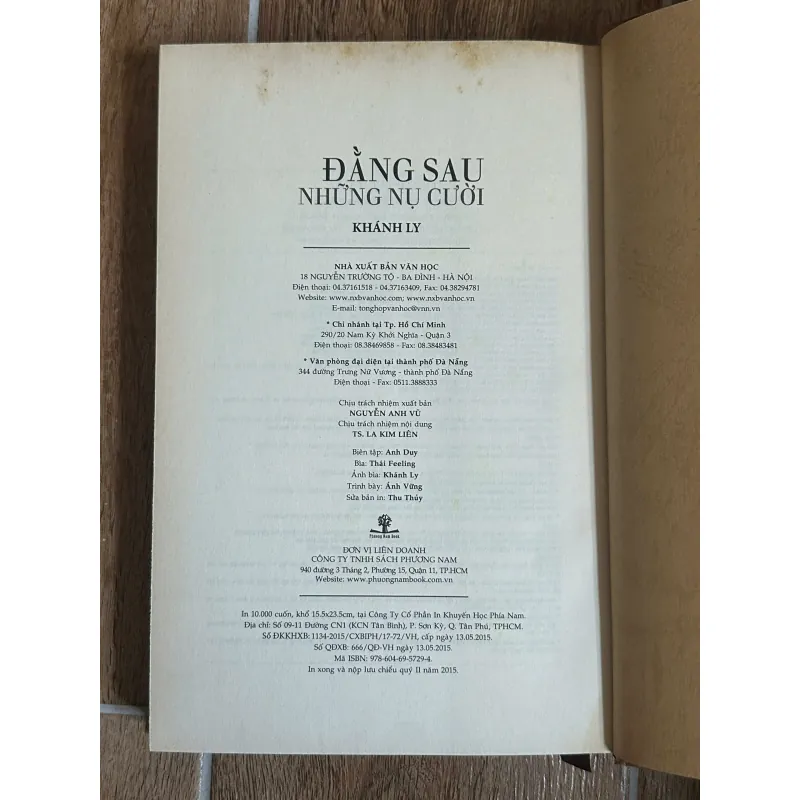 ĐẰNG SAU
NHỮNG NỤ CƯỜI
KHÁNH LY
NHÀ XUẤT BẢN VĂN HỌC
18 NGUYỄN TRƯỜNG TỘ - BA ĐÌNH - HÀ NỘI
Điện thoại: 04.37161518 - 04.37163409, Fax: 04.38294781
Website: www.nxbvanhoc.com; www.nxbvanhoc.vn
E-mail: tonghopvanhoc@vnn.vn
* Chi nhánh tại Tp. Hồ Chí Minh
290/20 Nam Kỳ Khởi Nghĩa - Quận 3
Điện thoại: 08.38469858 - Fax: 08.38483481
* Văn phòng đại diện tại thành phố Đà Nẵng
344 đường Trưng Nữ Vương - thành phố Đà Nẵng
Điện thoại - Fax: 0511.3888333
Chịu trách nhiệm xuất bản
NGUYỄN ANH VŨ
Chịu trách nhiệm nội dung
TS. LA KIM LIÊN
Biên tập: Anh Duy
Bìa: Thái Feeling
Ảnh bìa: Khánh Ly
Trình bày: Ánh Vững
Sửa bản in: Thu Thủy
Phuong Nam Book
ĐƠN VỊ LIÊN DOANH
CÔNG TY TNHH SÁCH PHƯƠNG NAM
940 đường 3 Tháng 2, Phường 15, Quận 11, TP.HCM
Website: www.phuongnambook.com.vn
In 10.000 cuốn, khổ 15.5x23.5cm, tại Công Ty Cổ Phần In Khuyến Học Phía Nam.
Địa chỉ: Số 09-11 Đường CN1 (KCN Tân Bình), P. Sơn Kỳ, Q. Tân Phú, TPHCM.
Số ĐKKHXB: 1134-2015/CXBIPH/17-72/VH, cấp ngày 13.05.2015.
Số QĐXB: 666/QĐ-VH ngày 13.05.2015.
Mã ISBN: 978-604-69-5729-4.
In xong và nộp lưu chiểu quý II năm 2015.